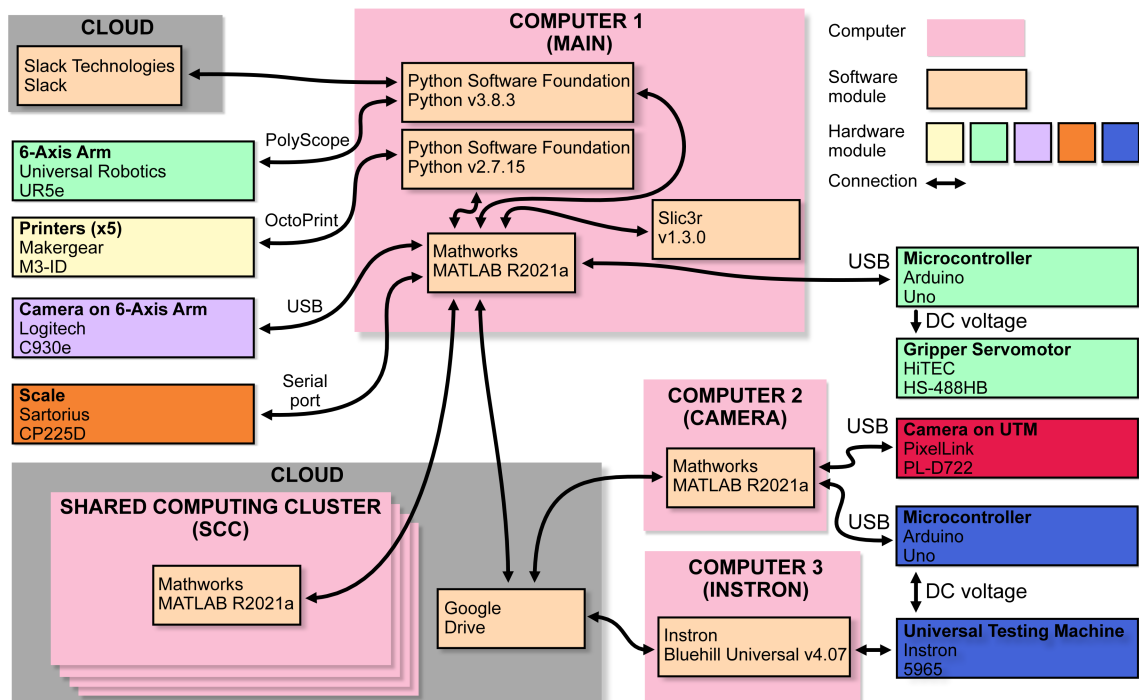 CLOUD
Slack Technologies
Slack
COMPUTER 1
(MAIN)
Python Software Foundation
Python v3.8.3
Python Software Foundation
Python v2.7.15
Slic3r
v1.3.0
Mathworks
MATLAB R2021a
Computer
Software
module
Hardware
module
Connection
PolyScope
6-Axis Arm
Universal Robotics
UR5e
OctoPrint
Printers (x5)
Makergear
M3-ID
USB
Camera on 6-Axis Arm
Logitech
C930e
Serial
port
Scale
Sartorius
CP225D
USB
Microcontroller
Arduino
Uno
DC voltage
Gripper Servomotor
HiTEC
HS-488HB
COMPUTER 2
(CAMERA)
Mathworks
MATLAB R2021a
USB
Camera on UTM
PixelLink
PL-D722
USB
Microcontroller
Arduino
Uno
DC voltage
Universal Testing Machine
Instron
5965
CLOUD
SHARED COMPUTING CLUSTER
(SCC)
Mathworks
MATLAB R2021a
Google
Drive
COMPUTER 3
(INSTRON)
Instron
Bluehill Universal v4.07